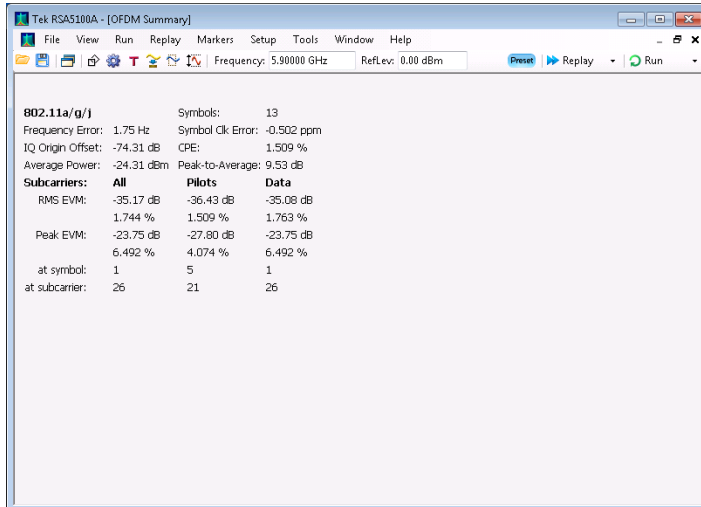 Tek RSA5100A - [OFDM Summary]
File View Run Replay Markers Setup Tools Window Help
T Frequency: 5.90000 GHz RefLev: 0.00 dBm Preset Replay Run
802.11a/g/j Symbols: 13
Frequency Error: 1.75 Hz Symbol Clk Error: -0.502 ppm
IQ Origin Offset: -74.31 dB CPE: 1.509 %
Average Power: -24.31 dBm Peak-to-Average: 9.53 dB
Subcarriers: All Pilots Data
RMS EVM: -35.17 dB -36.43 dB -35.08 dB
1.744 % 1.509 % 1.763 %
Peak EVM: -23.75 dB -27.80 dB -23.75 dB
6.492 % 4.074 % 6.492 %
at symbol: 1 5 1
at subcarrier: 26 21 26